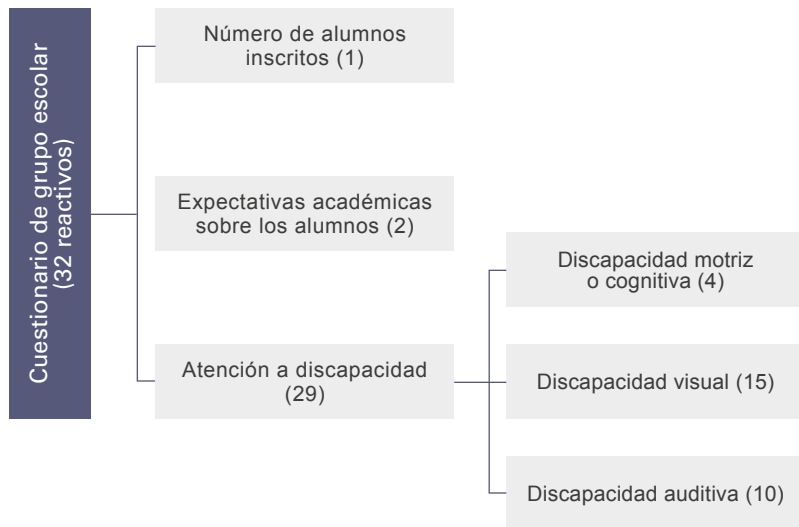 Cuestionario de grupo escolar
(32 reactivos)
Número de alumnos
inscritos (1)
Expectativas académicas
sobre los alumnos (2)
Atención a discapacidad
(29)
Discapacidad motriz
o cognitiva (4)
Discapacidad visual (15)
Discapacidad auditiva (10)